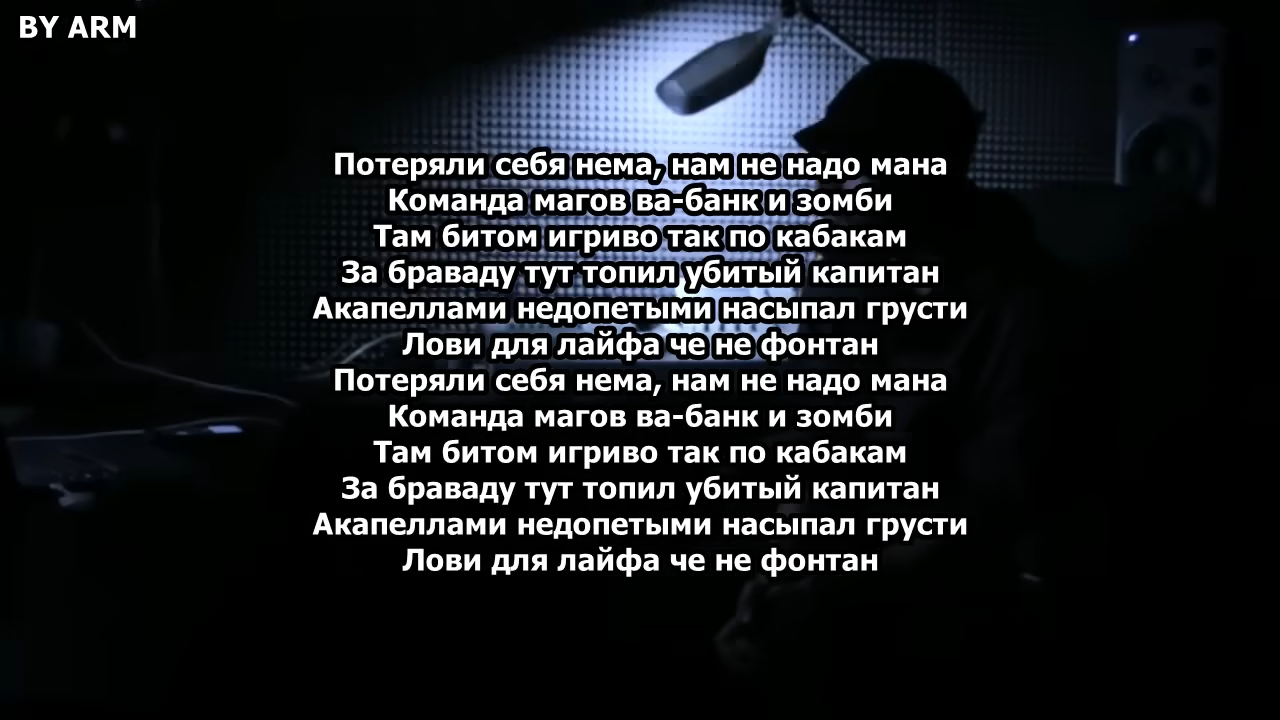 BY ARM
Потеряли себя нема, нам не надо мана
Команда магов ва-банк и зомби
Там битом игриво так по кабакам
За браваду тут топил убитый капитан
Акапеллами недопетыми насыпал грусти
Лови для лайфа че не фонтан
Потеряли себя нема, нам не надо мана
Команда магов ва-банк и зомби
Там битом игриво так по кабакам
За браваду тут топил убитый капитан
Акапеллами недопетыми насыпал грусти
Лови для лайфа че не фонтан